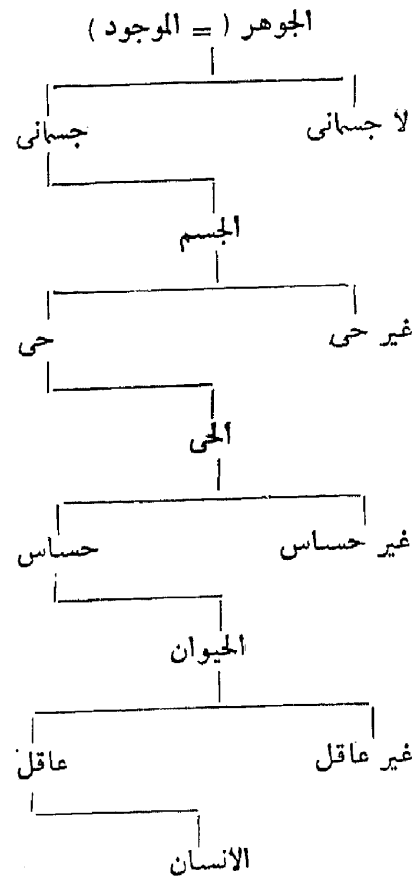 الجوهر ( = الموجود )
لا جسمانى جسمانى
الجسم
غير حى حى
الحى
غير حساس حساس
الحيوان
غير عاقل عاقل
الانسان